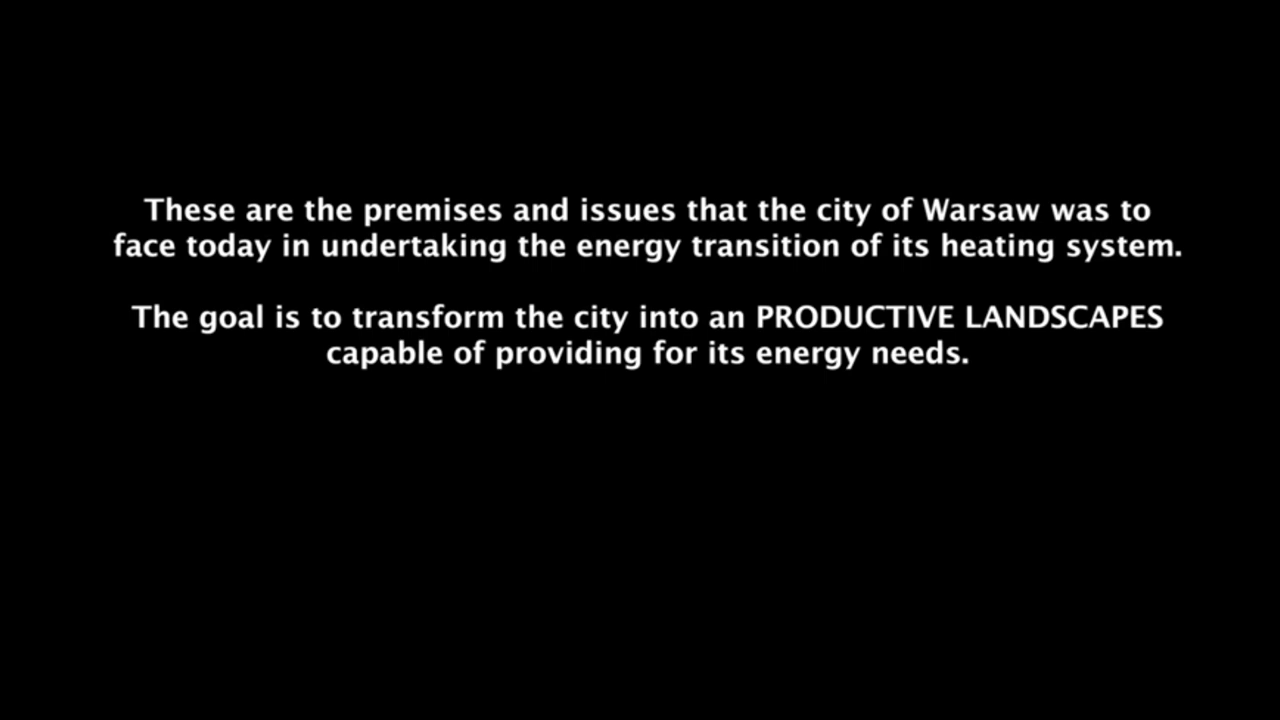 These are the premises and issues that the city of Warsaw was to
face today in undertaking the energy transition of its heating system.
The goal is to transform the city into an PRODUCTIVE LANDSCAPES
capable of providing for its energy needs.